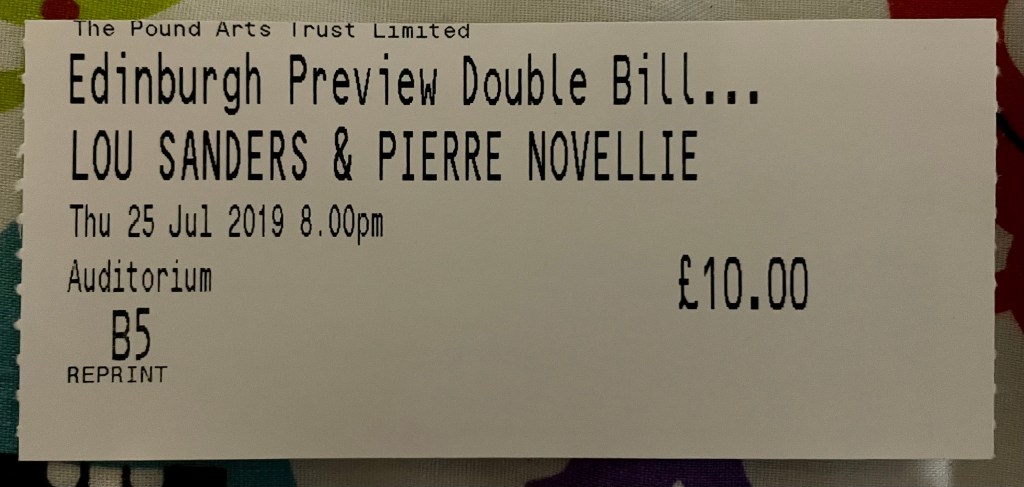 The Pound Arts Trust Limited
Edinburgh Preview Double Bill...
LOU SANDERS & PIERRE NOVELLIE
Thu 25 Jul 2019 8.00pm
Auditorium
£10.00
B5
REPRINT